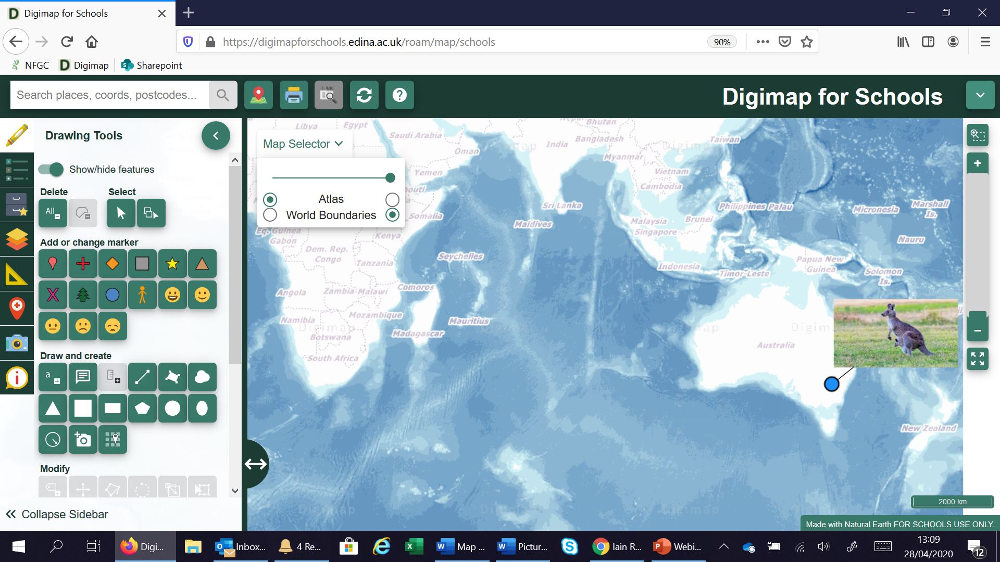 Digimap for Schools
https://digimapforschools.edina.ac.uk/roam/map/schools
90%
NFGC
Digimap
Sharepoint
Search places, coords, postcodes...
Digimap for Schools
Drawing Tools
Show/hide features
Delete
Select
All
Add or change marker
Draw and create
a
Modify
Collapse Sidebar
Map Selector
Atlas
World Boundaries
Libya
Egypt
Saudi Arabia
Oman
Yemen
Somalia
Eq. Guinea
Gabon
Kenya
Dem. Rep.
Congo
Tanzania
Seychelles
Angola
Zambia
Malawi
Comoros
Namibia
Mozambique
Mauritius
Digimap
Botswana
Madagascar
South Africa
Bhutan
India
Bangladesh
Digimap
Taiwan
Myanmar
Vietnam
Cambodia
Sri Lanka
Maldives
Philippines
Palau
Micronesia
Marshall
Is.
Malaysia
Brunei
Singapore
Nauru
Indonesia
Timor-Leste
Papua New
Guinea
Solomon
Is.
Australia
New Zealand
2000 km
Made with Natural Earth FOR SCHOOLS USE ONLY.
Digi...
Inbox...
4 Re...
Map ...
Pictur...
Iain R...
Webi...
13:09
28/04/2020
12